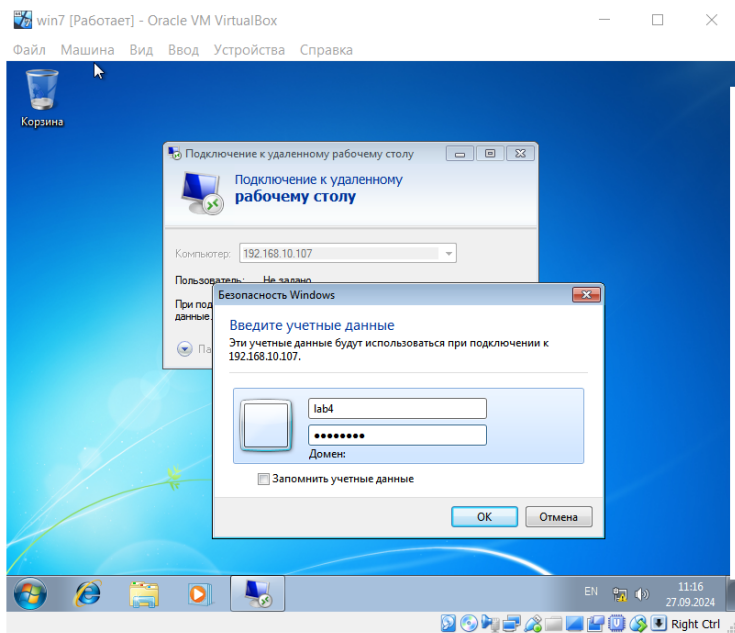 win7 [Работает] - Oracle VM VirtualBox
Файл Машина Вид Ввод Устройства Справка
Корзина
Подключение к удаленному рабочему столу
Подключение к удаленному
рабочему столу
Компьютер: 192.168.10.107
Пользователь: Не задано
При под
данные.
Па
Безопасность Windows
Введите учетные данные
Эти учетные данные будут использоваться при подключении к
192.168.10.107.
lab4
●●●●●●●●
Домен:
Запомнить учетные данные
OK Отмена
EN 11:16
27.09.2024
Right Ctrl